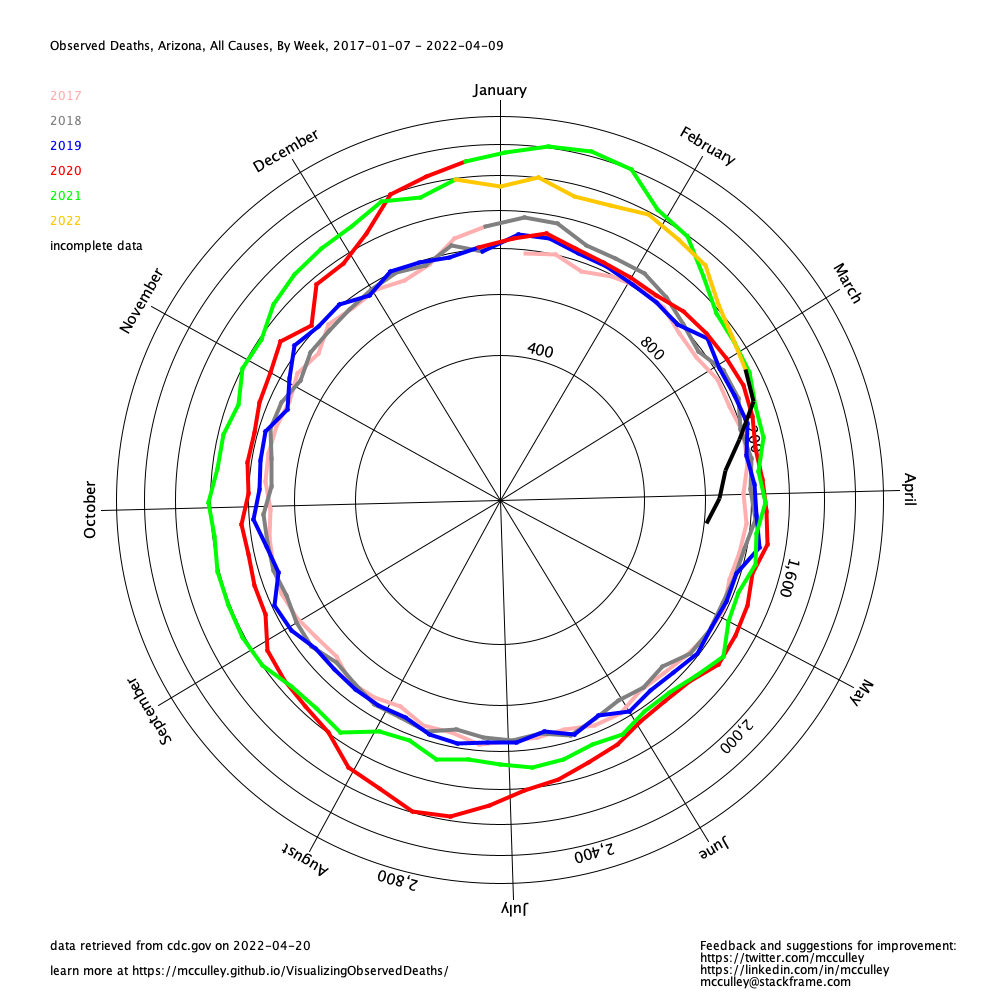 Observed Deaths, Arizona, All Causes, By Week, 2017-01-07 - 2022-04-09
January
2017
2018
2019
2020
2021
2022
incomplete data
December
February
November
March
400
800
October
April
1,600
September
May
2,000
August
June
2,400
2,800
July
data retrieved from cdc.gov on 2022-04-20
learn more at https://mcculley.github.io/VisualizingObservedDeaths/
Feedback and suggestions for improvement:
https://twitter.com/mcculley
https://linkedin.com/in/mcculley
mcculley@stackframe.com